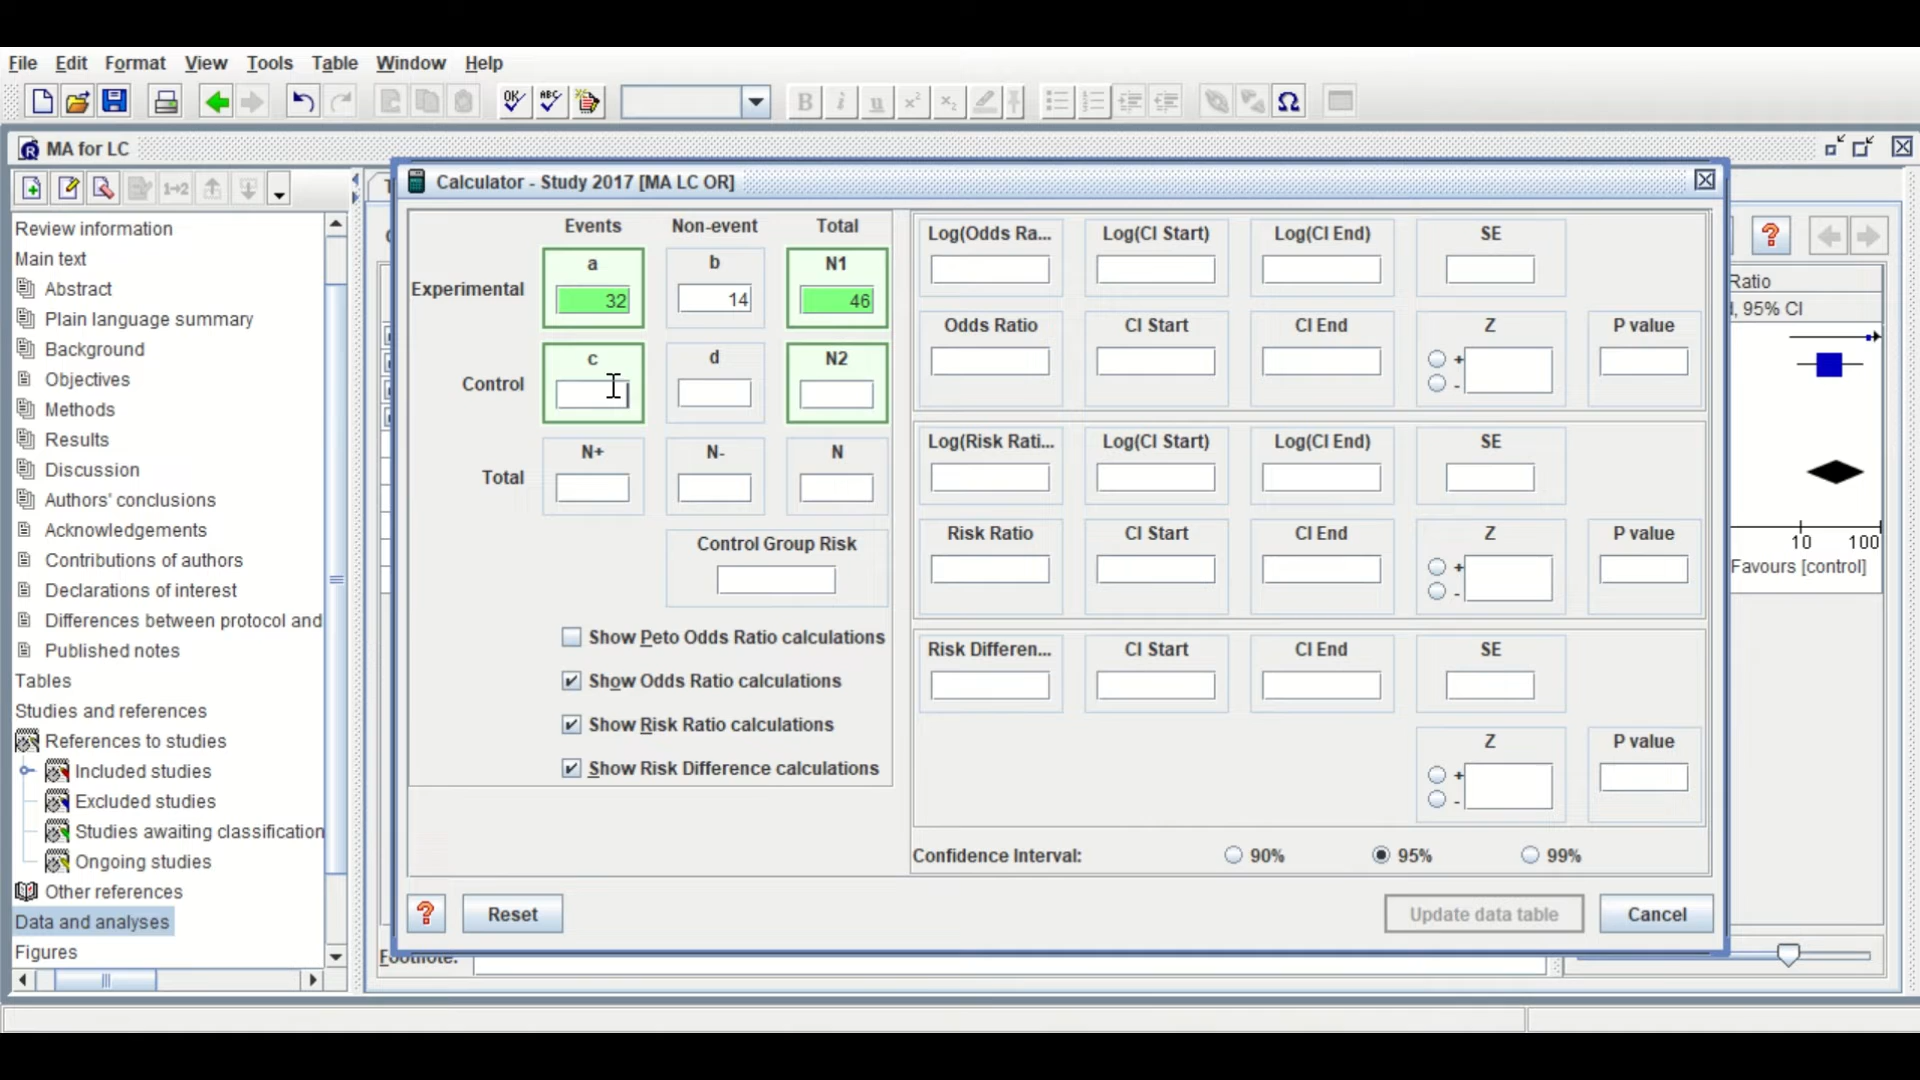 File Edit Format View Tools Table Window Help
OK ABC B i u x² x₂ Ω
MA for LC
1→2
Calculator - Study 2017 [MA LC OR]
Review information
Main text
Abstract
Plain language summary
Background
Objectives
Methods
Results
Discussion
Authors' conclusions
Acknowledgements
Contributions of authors
Declarations of interest
Differences between protocol and
Published notes
Tables
Studies and references
References to studies
Included studies
Excluded studies
Studies awaiting classification
Ongoing studies
Other references
Data and analyses
Figures
Events Non-event Total
a b N1
Experimental 32 14 46
c d N2
Control
N+ N- N
Total
Control Group Risk
Show Peto Odds Ratio calculations
Show Odds Ratio calculations
Show Risk Ratio calculations
Show Risk Difference calculations
Log(Odds Ra... Log(CI Start) Log(CI End) SE
Odds Ratio CI Start CI End Z P value
+
-
Log(Risk Rati... Log(CI Start) Log(CI End) SE
Risk Ratio CI Start CI End Z P value
+
-
Risk Differen... CI Start CI End SE
Z P value
+
-
Confidence Interval: 90% 95% 99%
? Reset Update data table Cancel
?
Ratio
, 95% CI
10 100
Favours [control]
Footnote: